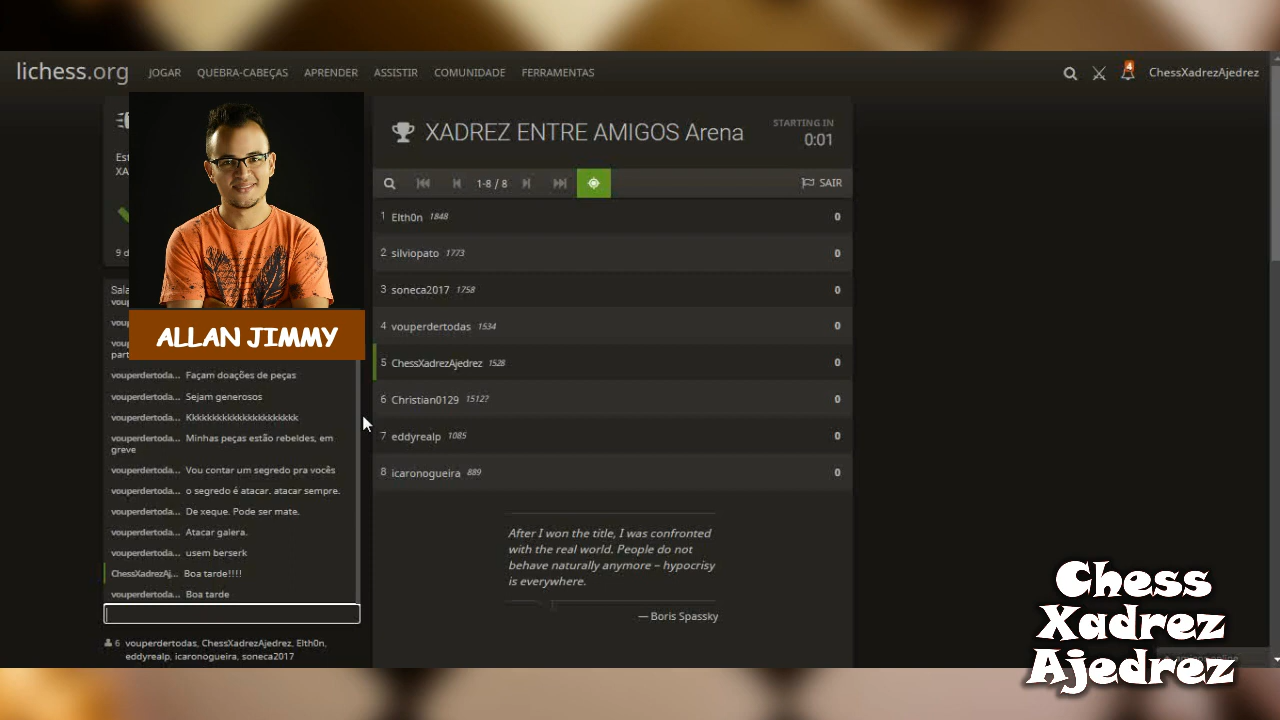 lichess.org JOGAR QUEBRA-CABEÇAS APRENDER ASSISTIR COMUNIDADE FERRAMENTAS 4 ChessXadrezAjedrez
XADREZ ENTRE AMIGOS Arena
STARTING IN
0:01
1-8 / 8 SAIR
1 Elth0n 1848 0
2 silviopato 1773 0
3 soneca2017 1758 0
4 vouperdertodas 1534 0
5 ChessXadrezAjedrez 1528 0
6 Christian0129 1512? 0
7 eddyrealp 1085 0
8 icaronogueira 889 0
After I won the title, I was confronted
with the real world. People do not
behave naturally anymore – hypocrisy
is everywhere.
— Boris Spassky
Est
XA
9 d
Sala
ALLAN JIMMY
vouperdertoda... Façam doações de peças
vouperdertoda... Sejam generosos
vouperdertoda... Kkkkkkkkkkkkkkkkkkkkk
vouperdertoda... Minhas peças estão rebeldes, em
greve
vouperdertoda... Vou contar um segredo pra vocês
vouperdertoda... o segredo é atacar. atacar sempre.
vouperdertoda... De xeque. Pode ser mate.
vouperdertoda... Atacar galera.
vouperdertoda... usem berserk
ChessXadrezAj... Boa tarde!!!!
vouperdertoda... Boa tarde
6 vouperdertodas, ChessXadrezAjedrez, Elth0n,
eddyrealp, icaronogueira, soneca2017
Chess
Xadrez
Ajedrez